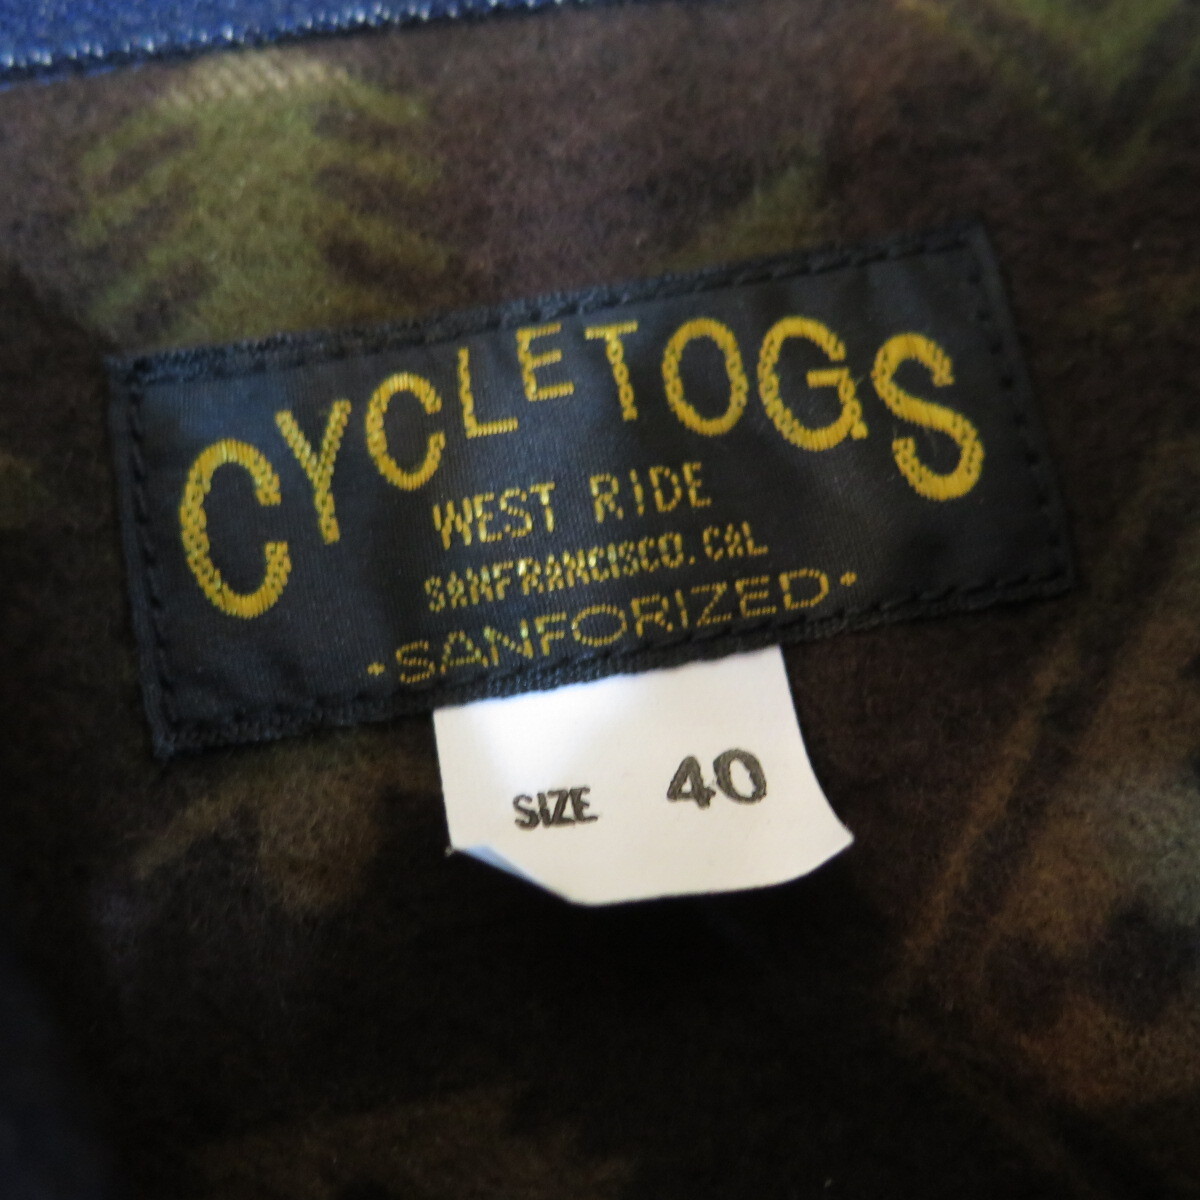 CYCLETOGS
WEST RIDE
SANFRANCISCO. CAL
·SANFORIZED·
SIZE 40